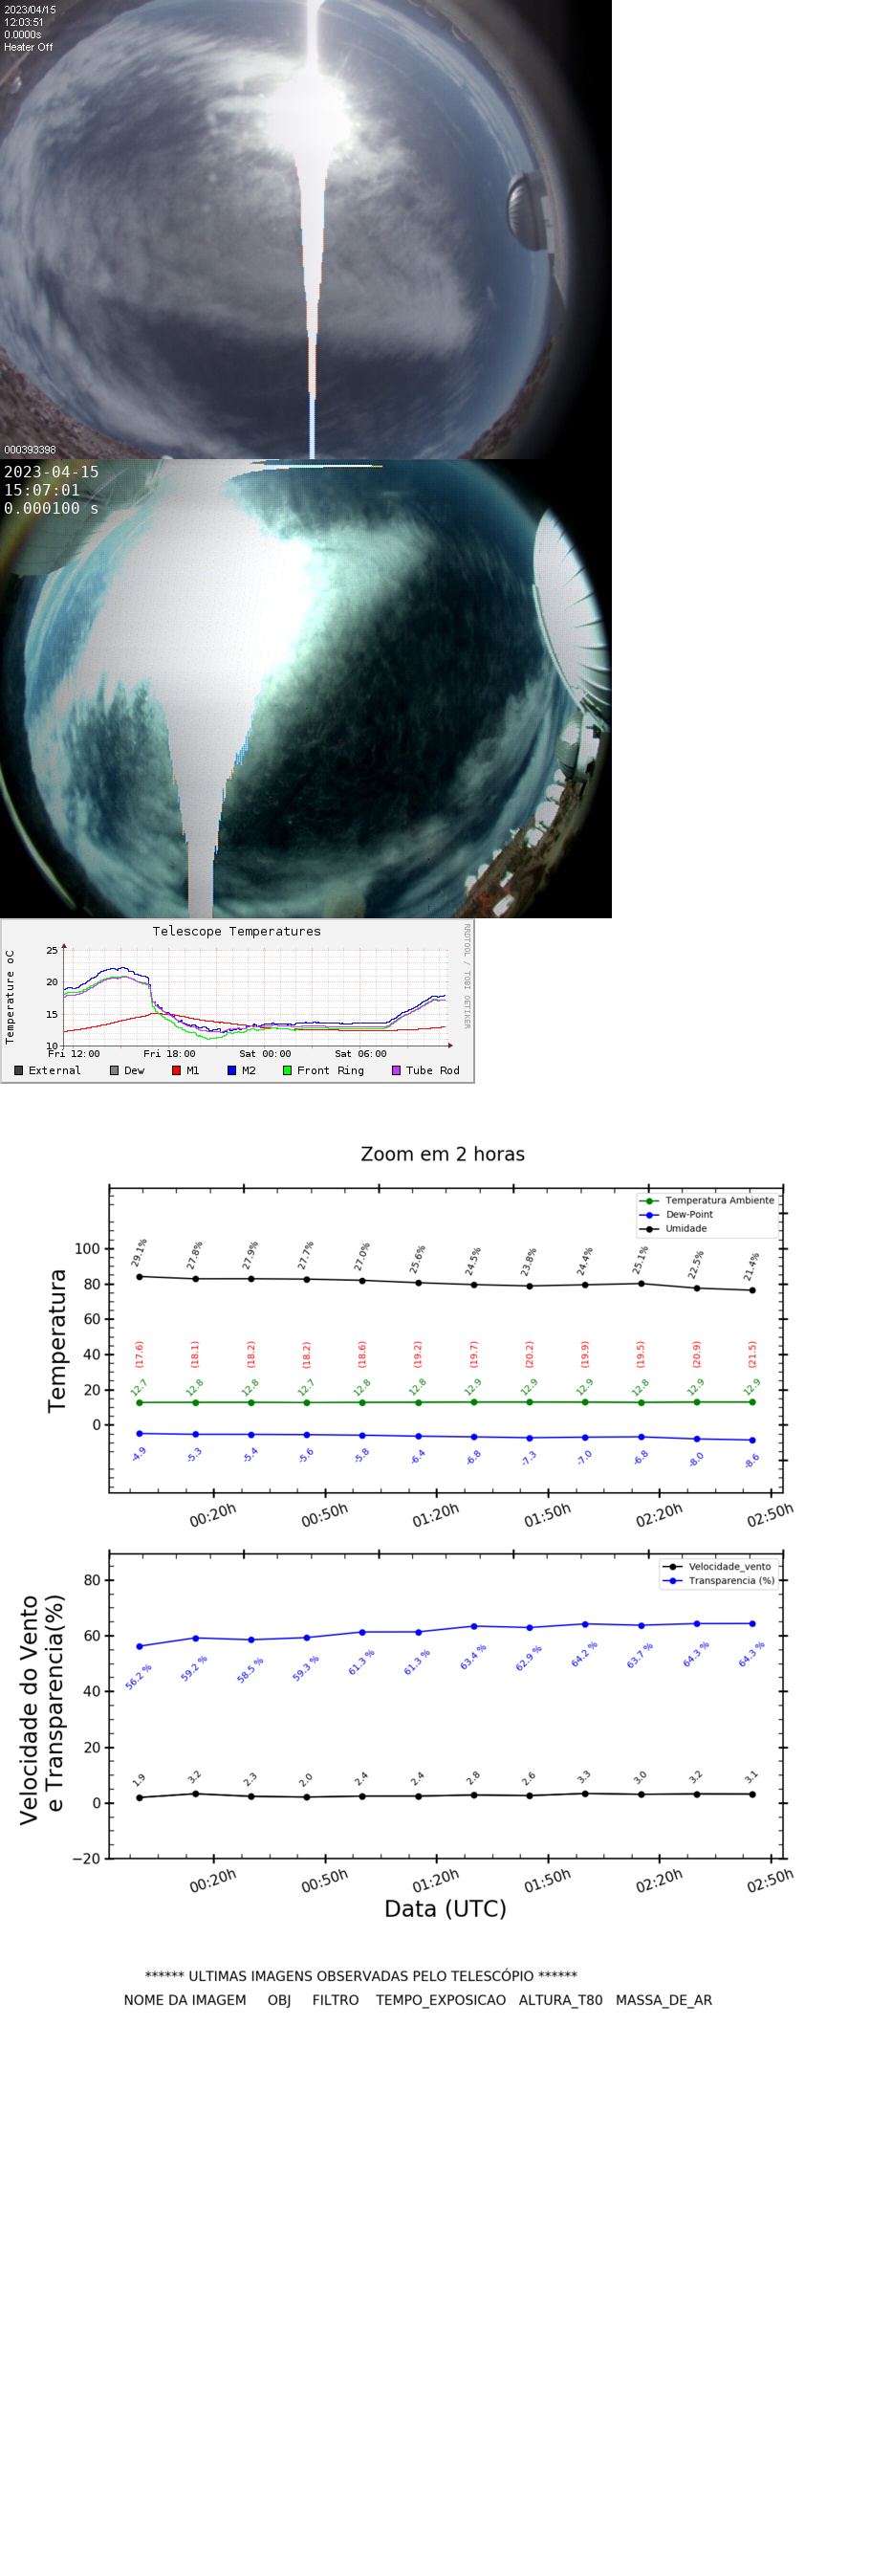 2023/04/15
12:03:51
0.0000s
Heater Off
000393398
2023-04-15
15:07:01
0.000100 s
Telescope Temperatures
RRDTOOL / TOBI OETIKER
Temperature oC
25
20
15
10
Fri 12:00 Fri 18:00 Sat 00:00 Sat 06:00
External Dew M1 M2 Front Ring Tube Rod
Zoom em 2 horas
Temperatura Ambiente
Dew-Point
Umidade
Temperatura
100
80
60
40
20
0
29.1% 27.8% 27.9% 27.7% 27.0% 25.6% 24.5% 23.8% 24.4% 25.1% 22.5% 21.4%
(17.6) (18.1) (18.2) (18.2) (18.6) (19.2) (19.7) (20.2) (19.9) (19.5) (20.9) (21.5)
12.7 12.8 12.8 12.7 12.8 12.8 12.9 12.9 12.9 12.8 12.9 12.9
-4.9 -5.3 -5.4 -5.6 -5.8 -6.4 -6.8 -7.3 -7.0 -6.8 -8.0 -8.6
00:20h 00:50h 01:20h 01:50h 02:20h 02:50h
Velocidade_vento
Transparencia (%)
Velocidade do Vento
e Transparencia(%)
80
60
40
20
0
−20
56.2 % 59.2 % 58.5 % 59.3 % 61.3 % 61.3 % 63.4 % 62.9 % 64.2 % 63.7 % 64.3 % 64.3 %
1.9 3.2 2.3 2.0 2.4 2.4 2.8 2.6 3.3 3.0 3.2 3.1
00:20h 00:50h 01:20h 01:50h 02:20h 02:50h
Data (UTC)
****** ULTIMAS IMAGENS OBSERVADAS PELO TELESCÓPIO ******
NOME DA IMAGEM OBJ FILTRO TEMPO_EXPOSICAO ALTURA_T80 MASSA_DE_AR